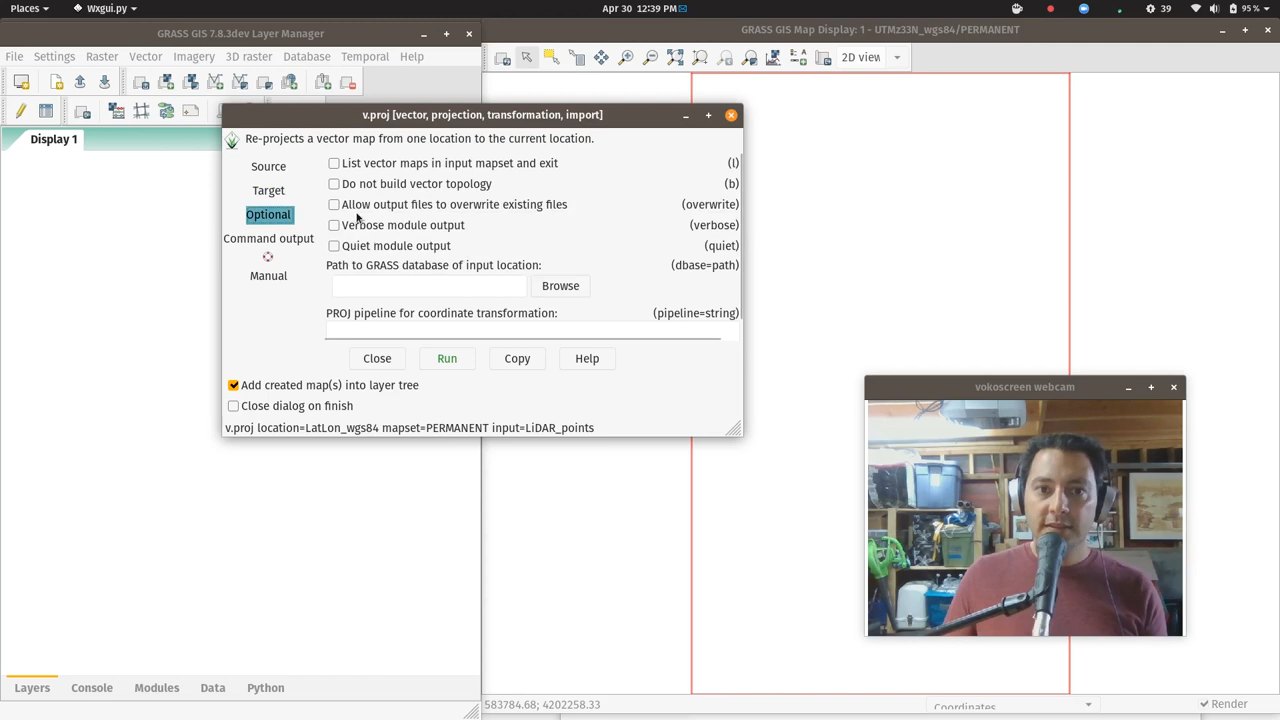 Places Wxgui.py Apr 30 12:39 PM 39 95 %
GRASS GIS 7.8.3dev Layer Manager
GRASS GIS Map Display: 1 - UTMz33N_wgs84/PERMANENT
File Settings Raster Vector Imagery 3D raster Database Temporal Help
2D view
Display 1
v.proj [vector, projection, transformation, import]
Re-projects a vector map from one location to the current location.
Source
Target
Optional
Command output
Manual
List vector maps in input mapset and exit (l)
Do not build vector topology (b)
Allow output files to overwrite existing files (overwrite)
Verbose module output (verbose)
Quiet module output (quiet)
Path to GRASS database of input location: (dbase=path)
Browse
PROJ pipeline for coordinate transformation: (pipeline=string)
Close Run Copy Help
Add created map(s) into layer tree
Close dialog on finish
v.proj location=LatLon_wgs84 mapset=PERMANENT input=LiDAR_points
vokoscreen webcam
Layers Console Modules Data Python
583784.68; 4202258.33
Coordinates
Render